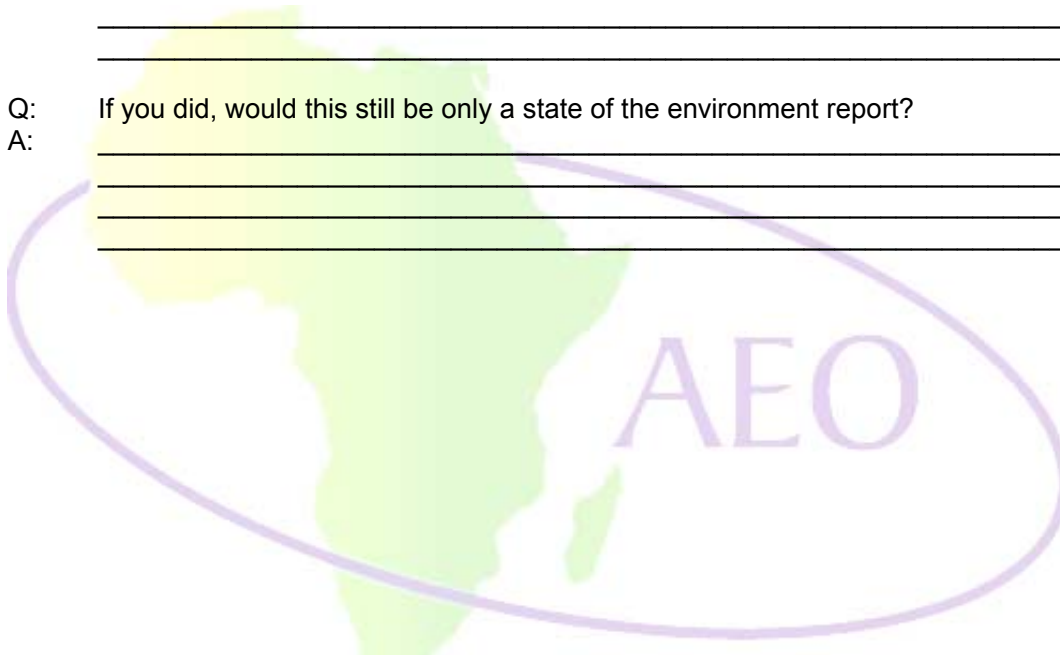 Q: If you did, would this still be only a state of the environment report?
A:
AEO